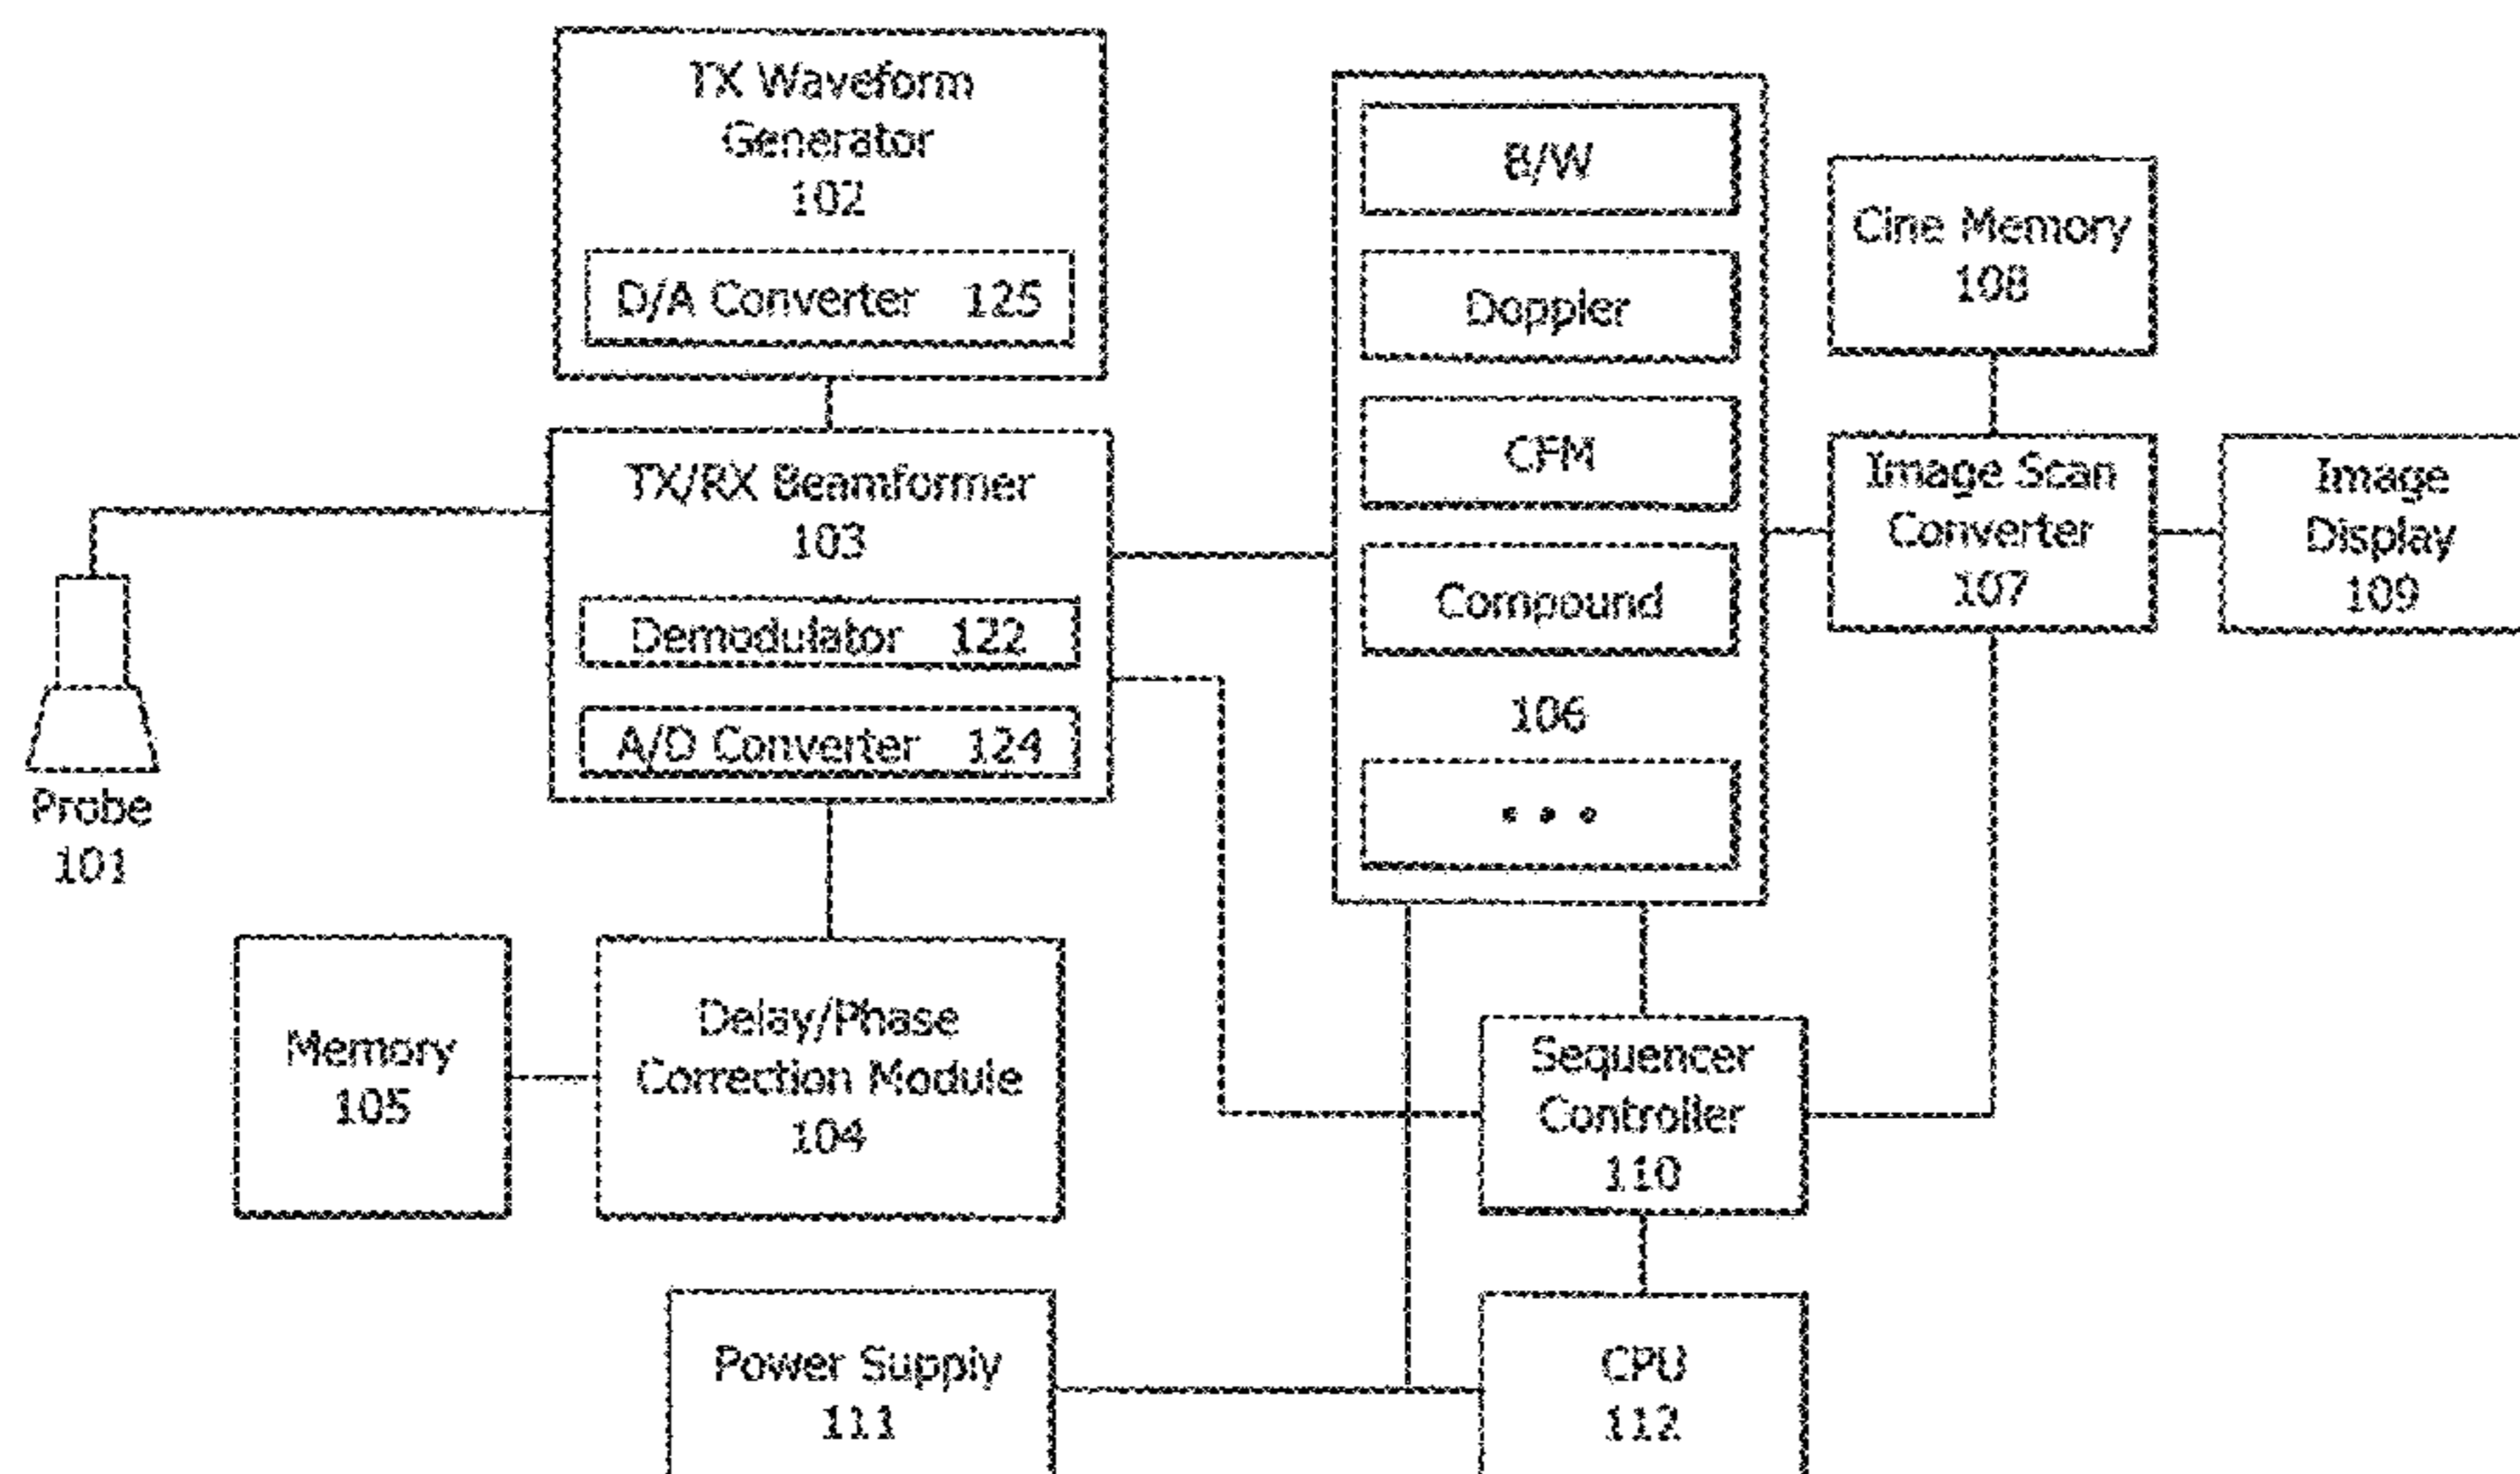 TX Waveform
Generator
102
D/A Converter 125
TX/RX Beamformer
103
Demodulator 122
A/D Converter 124
Probe
101
Memory
105
Delay/Phase
Correction Module
104
B/W
Doppler
CFM
Compound
106
• • •
Cine Memory
108
Image Scan
Converter
107
Image
Display
109
Sequencer
Controller
110
Power Supply
111
CPU
112